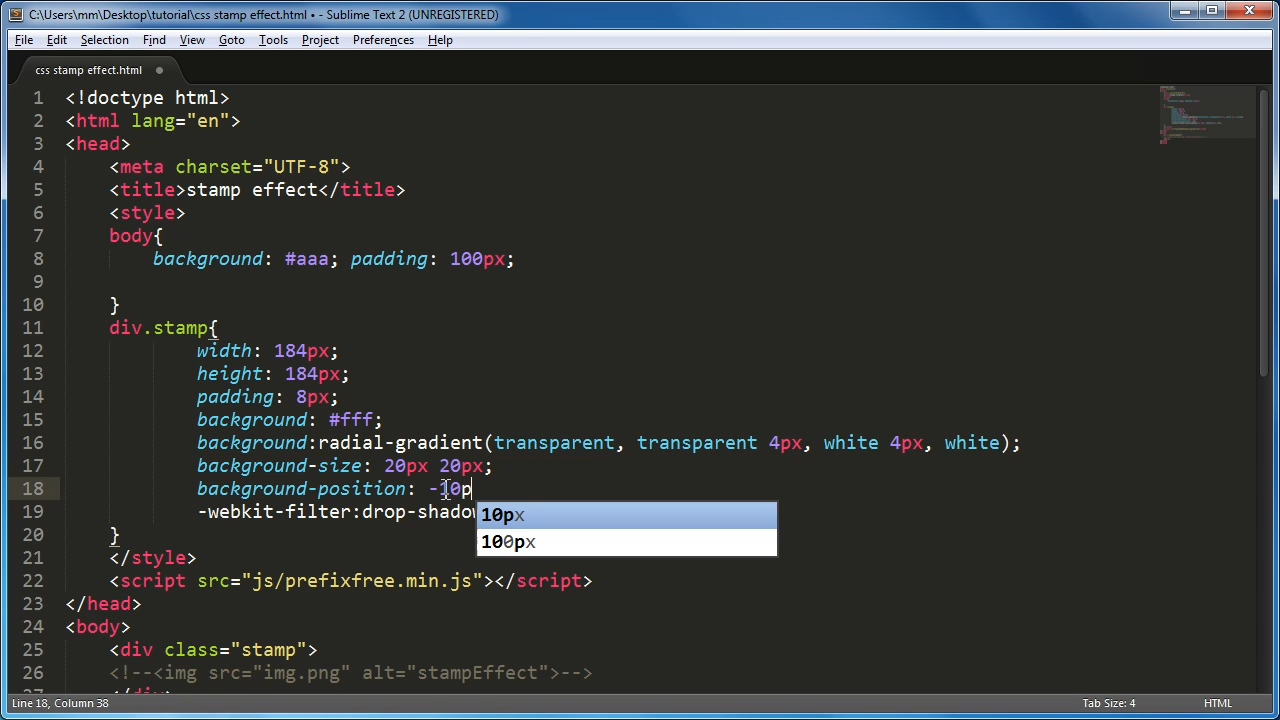 C:\Users\mm\Desktop\tutorial\css stamp effect.html • - Sublime Text 2 (UNREGISTERED)
File Edit Selection Find View Goto Tools Project Preferences Help
css stamp effect.html
1 <!doctype html>
2 <html lang="en">
3 <head>
4 <meta charset="UTF-8">
5 <title>stamp effect</title>
6 <style>
7 body{
8 background: #aaa; padding: 100px;
9
10 }
11 div.stamp{
12 width: 184px;
13 height: 184px;
14 padding: 8px;
15 background: #fff;
16 background:radial-gradient(transparent, transparent 4px, white 4px, white);
17 background-size: 20px 20px;
18 background-position: -10p
19 -webkit-filter:drop-shadow
10px
100px
20 }
21 </style>
22 <script src="js/prefixfree.min.js"></script>
23 </head>
24 <body>
25 <div class="stamp">
26 <!--<img src="img.png" alt="stampEffect">-->
27 </div>
Line 18, Column 38
Tab Size: 4
HTML